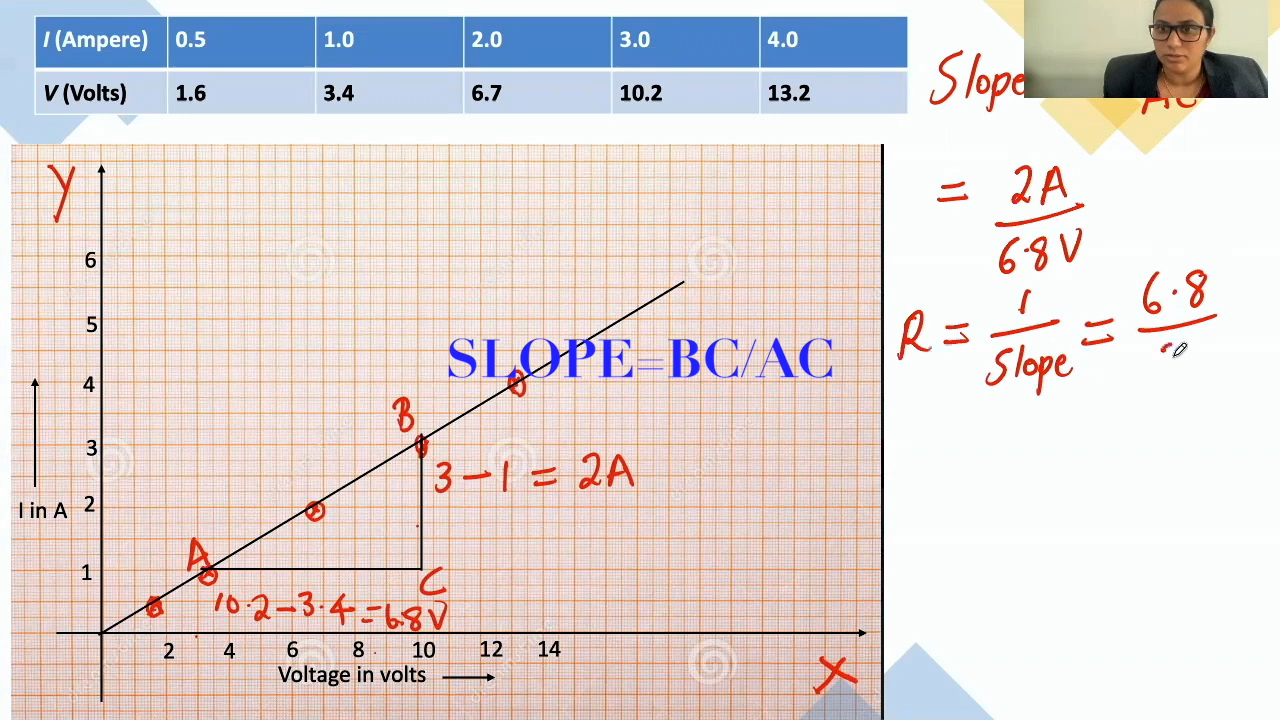 I (Ampere) 0.5 1.0 2.0 3.0 4.0
V (Volts) 1.6 3.4 6.7 10.2 13.2
Slope
AC
= 2A
6.8V
R = 1 = 6.8
Slope
y
6
5
4
3
2
1
I in A
SLOPE=BC/AC
B
3 - 1 = 2A
A
C
10.2 - 3.4 = 6.8V
2 4 6 8 10 12 14
Voltage in volts
X